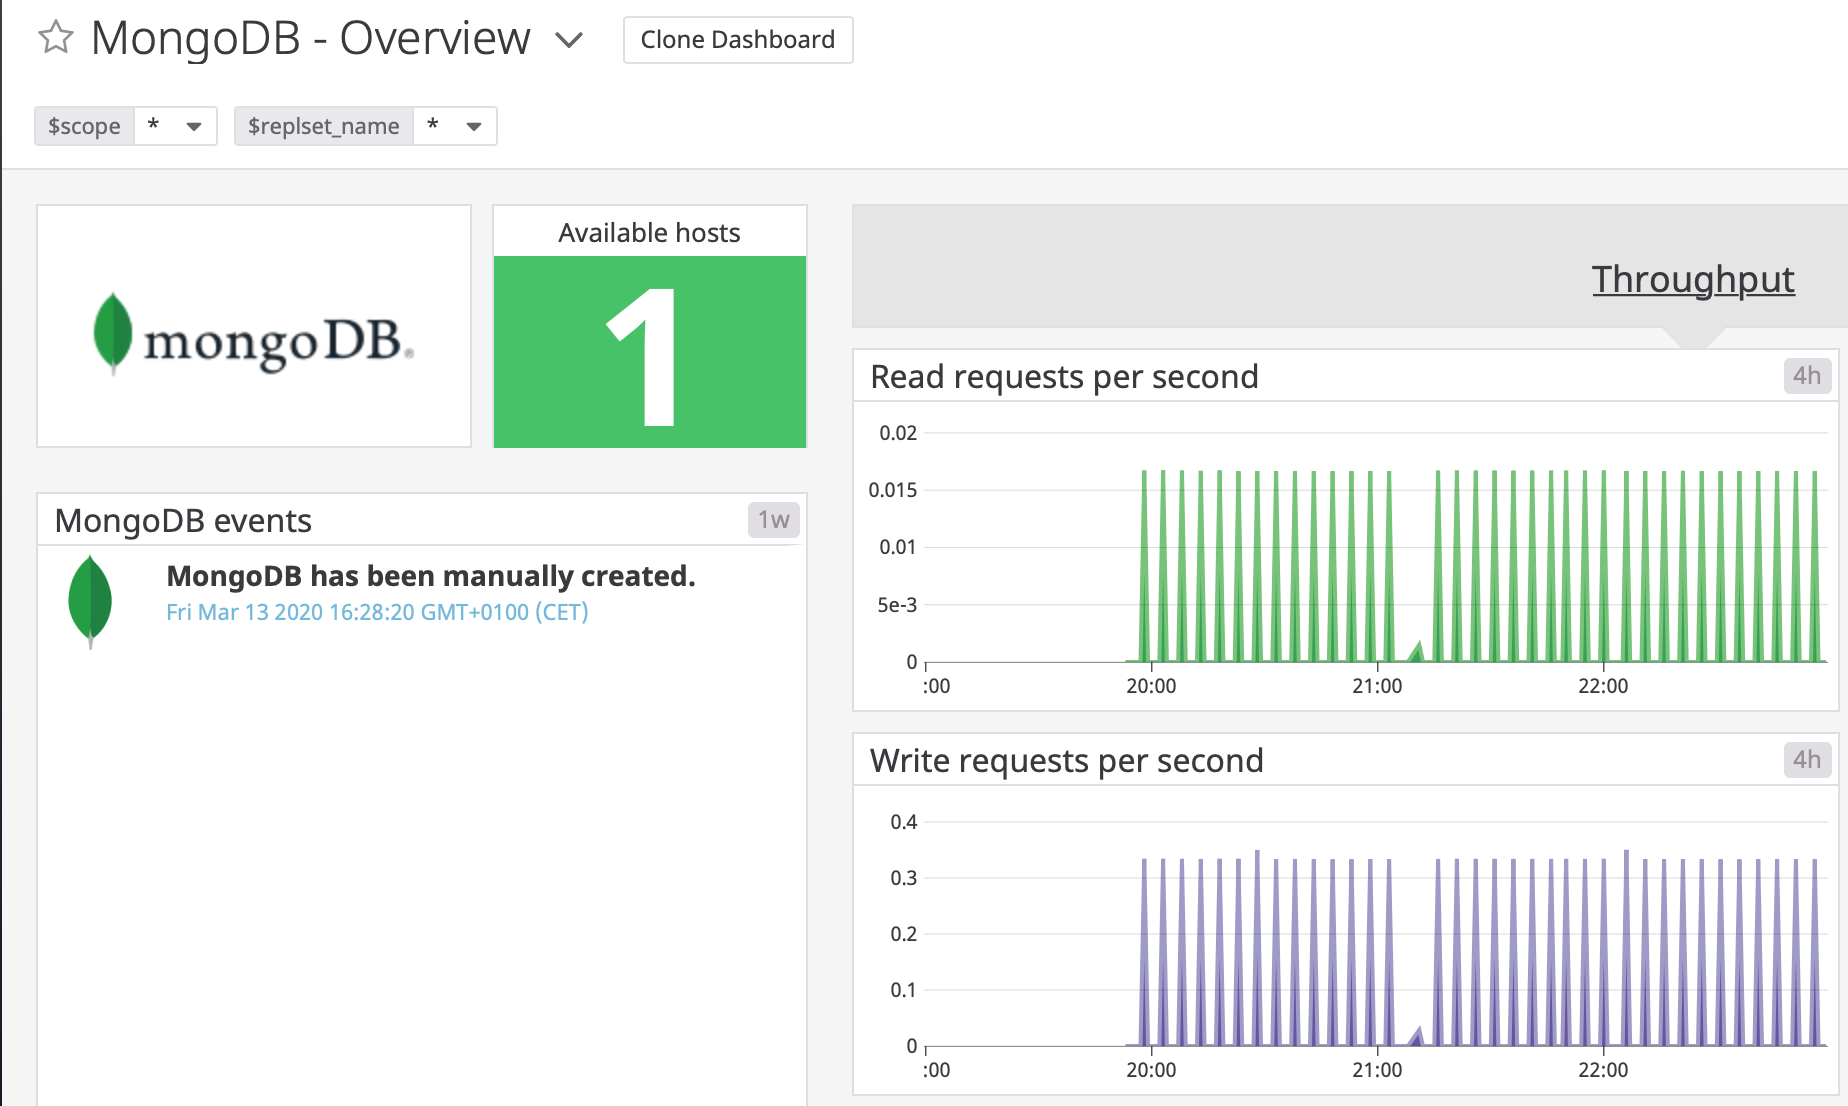 MongoDB - Overview
Clone Dashboard
$scope * $replset_name *
mongoDB®
Available hosts
1
MongoDB events 1w
MongoDB has been manually created.
Fri Mar 13 2020 16:28:20 GMT+0100 (CET)
Throughput
Read requests per second 4h
0.02
0.015
0.01
5e-3
0
:00 20:00 21:00 22:00
Write requests per second 4h
0.4
0.3
0.2
0.1
0
:00 20:00 21:00 22:00